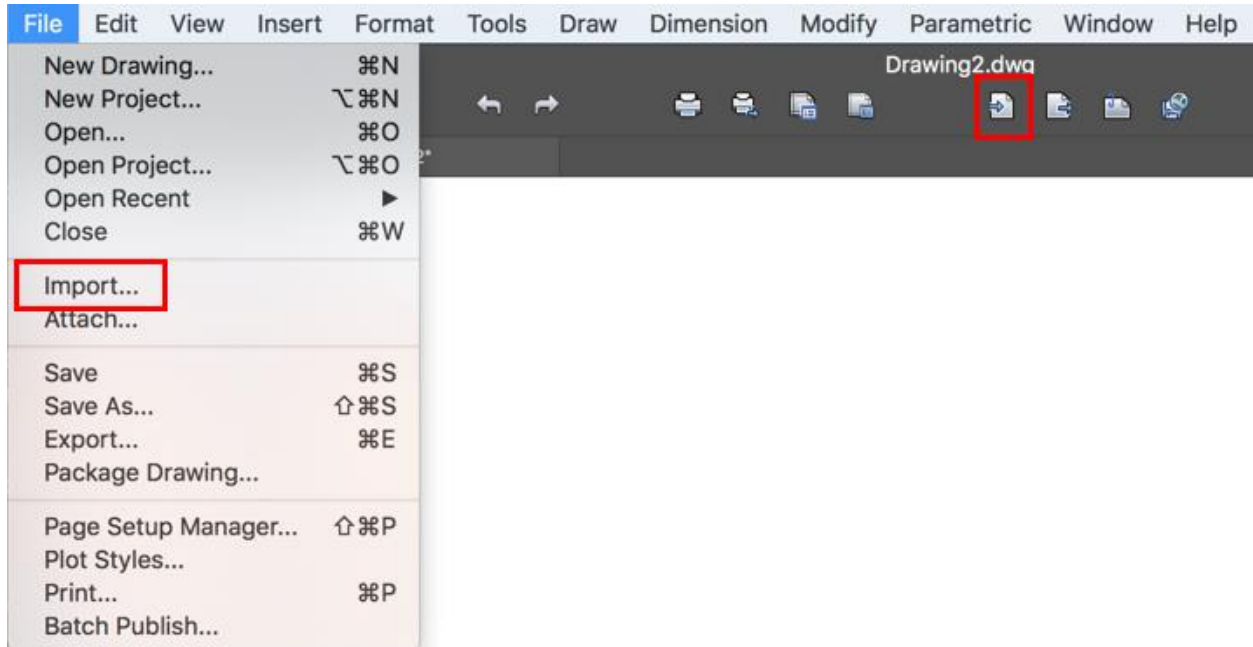 File Edit View Insert Format Tools Draw Dimension Modify Parametric Window Help
Drawing2.dwg
New Drawing... ⌘N
New Project... ⌥⌘N
Open... ⌘O
Open Project... ⌥⌘O
Open Recent ▶
Close ⌘W
Import...
Attach...
Save ⌘S
Save As... ⇧⌘S
Export... ⌘E
Package Drawing...
Page Setup Manager... ⇧⌘P
Plot Styles...
Print... ⌘P
Batch Publish...